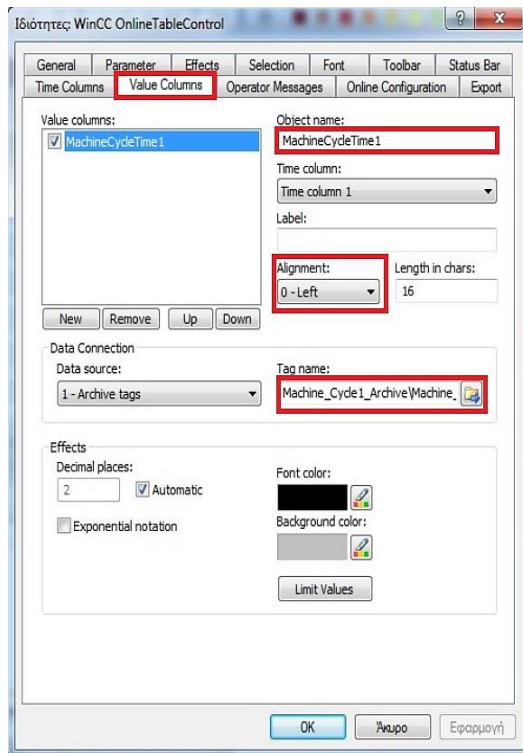 Ιδιότητες: WinCC OnlineTableControl
General Parameter Effects Selection Font Toolbar Status Bar
Time Columns Value Columns Operator Messages Online Configuration Export
Value columns:
MachineCycleTime1
Object name:
MachineCycleTime1
Time column:
Time column 1
Label:
Alignment:
0 - Left
Length in chars:
16
New Remove Up Down
Data Connection
Data source:
1 - Archive tags
Tag name:
Machine_Cycle1_Archive\Machine_
Effects
Decimal places:
2
Automatic
Exponential notation
Font color:
Background color:
Limit Values
OK Άκυρο Εφαρμογή